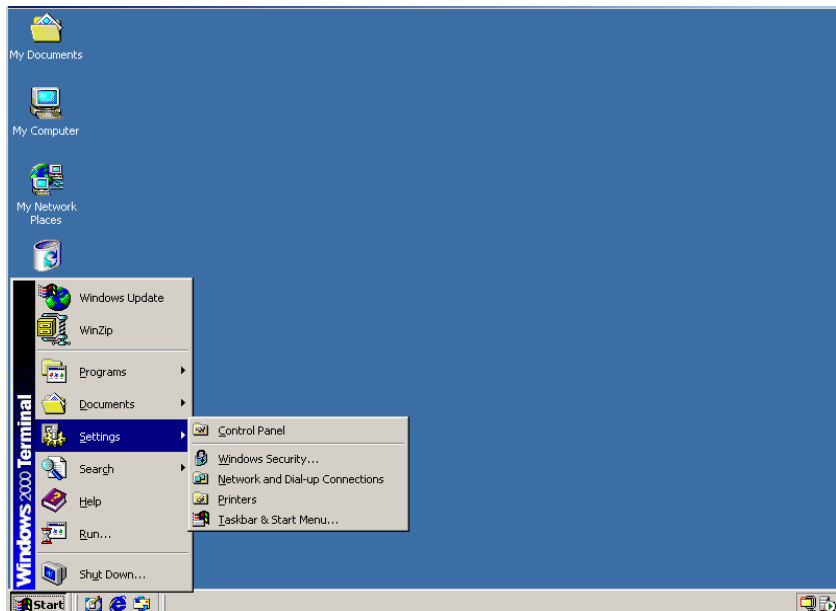 My Documents
My Computer
My Network
Places
Windows Update
WinZip
Programs
Documents
Settings
Search
Help
Run...
Shut Down...
Windows 2000 Terminal
Control Panel
Windows Security...
Network and Dial-up Connections
Printers
Taskbar & Start Menu...
Start